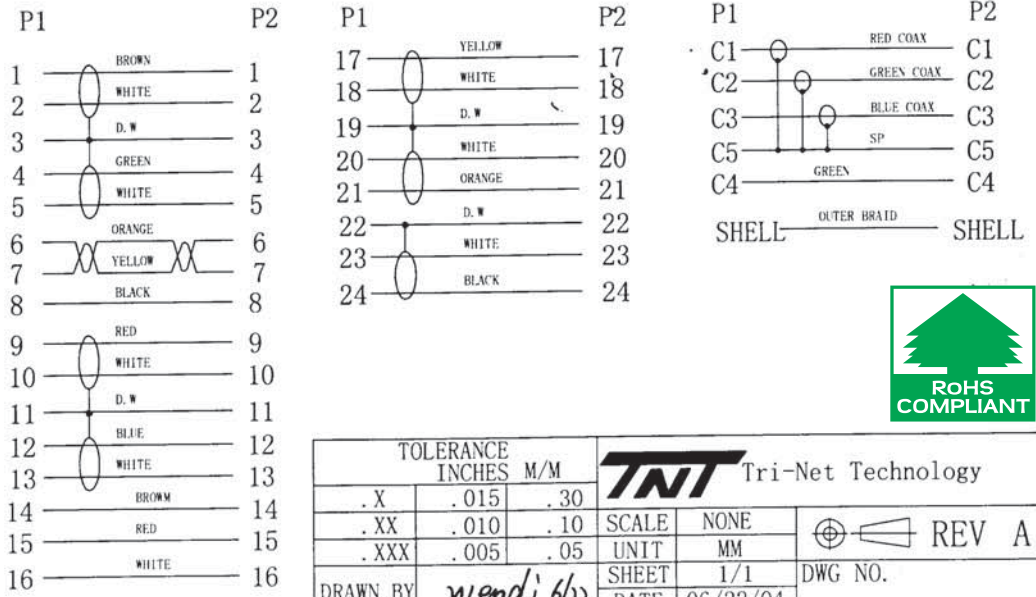 P1 P2
1 BROWN 1
2 WHITE 2
3 D.W 3
4 GREEN 4
5 WHITE 5
6 ORANGE 6
7 YELLOW 7
8 BLACK 8
9 RED 9
10 WHITE 10
11 D.W 11
12 BLUE 12
13 WHITE 13
14 BROWM 14
15 RED 15
16 WHITE 16
P1 P2
17 YELLOW 17
18 WHITE 18
19 D.W 19
20 WHITE 20
21 ORANGE 21
22 D.W 22
23 WHITE 23
24 BLACK 24
P1 P2
C1 RED COAX C1
C2 GREEN COAX C2
C3 BLUE COAX C3
C5 SP C5
C4 GREEN C4
SHELL OUTER BRAID SHELL
RoHS
COMPLIANT
TOLERANCE
INCHES M/M
.X .015 .30
.XX .010 .10
.XXX .005 .05
DRAWN BY wendi
TNT Tri-Net Technology
SCALE NONE
UNIT MM
SHEET 1/1
DATE 06/22/04
REV A
DWG NO.